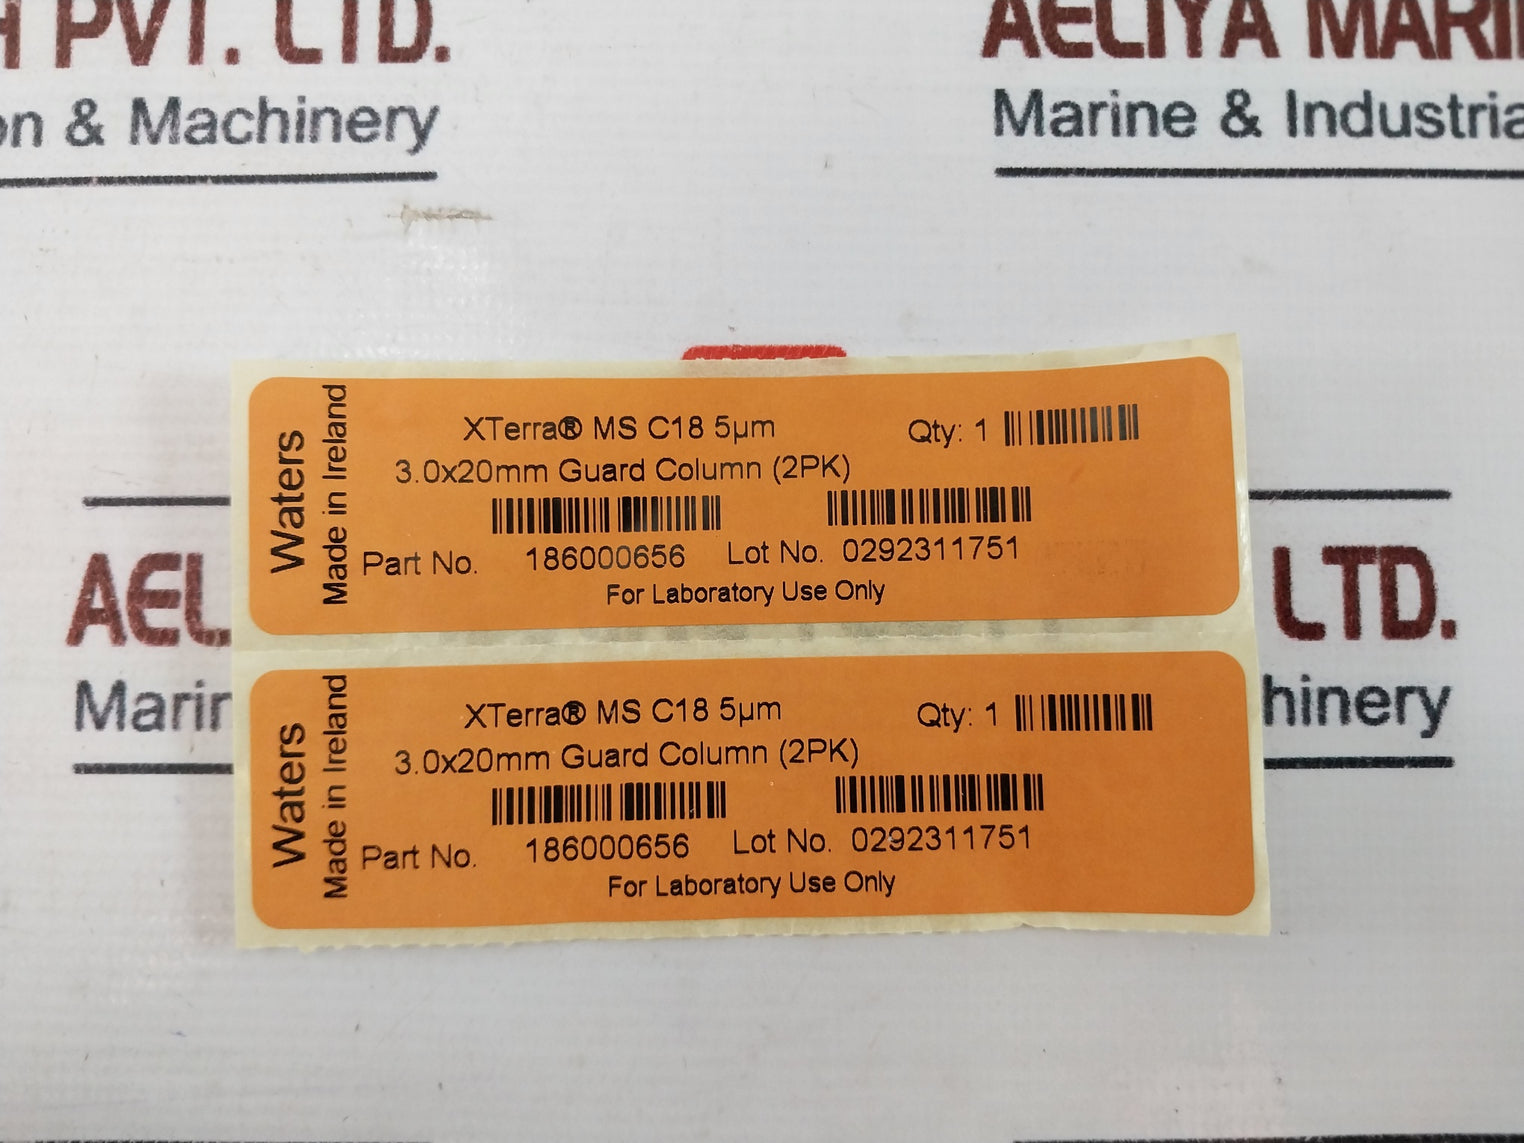 H PVT. LTD.
on & Machinery
AELIYA MARI
Marine & Industria
Waters
Made in Ireland
XTerra® MS C18 5µm
Qty: 1
3.0x20mm Guard Column (2PK)
Part No. 186000656
Lot No. 0292311751
For Laboratory Use Only
AEL
LTD.
Marin
hinery
Waters
Made in Ireland
XTerra® MS C18 5µm
Qty: 1
3.0x20mm Guard Column (2PK)
Part No. 186000656
Lot No. 0292311751
For Laboratory Use Only